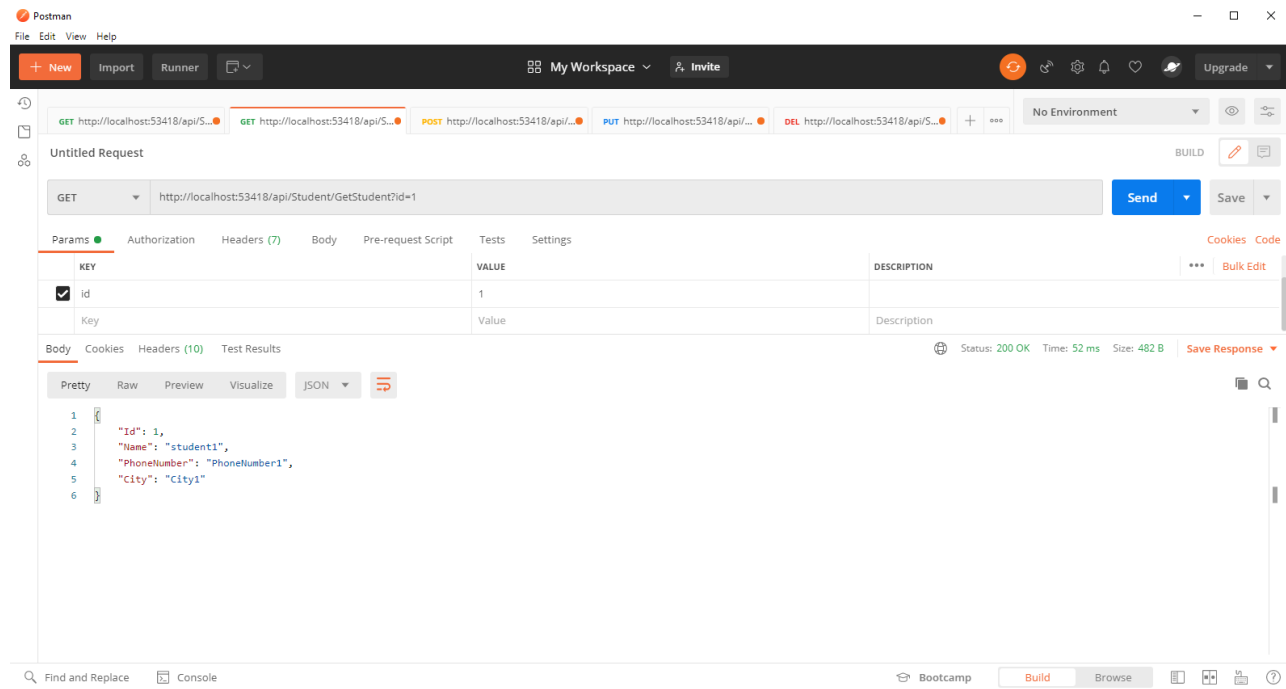 Postman
File Edit View Help
New Import Runner My Workspace Invite Upgrade
GET http://localhost:53418/api/S... GET http://localhost:53418/api/S... POST http://localhost:53418/api/... PUT http://localhost:53418/api/... DEL http://localhost:53418/api/S... No Environment
Untitled Request BUILD
GET http://localhost:53418/api/Student/GetStudent?id=1 Send Save
Params Authorization Headers (7) Body Pre-request Script Tests Settings Cookies Code
KEY VALUE DESCRIPTION Bulk Edit
id 1
Key Value Description
Body Cookies Headers (10) Test Results Status: 200 OK Time: 52 ms Size: 482 B Save Response
Pretty Raw Preview Visualize JSON
1 {
2 "Id": 1,
3 "Name": "student1",
4 "PhoneNumber": "PhoneNumber1",
5 "City": "City1"
6 }
Find and Replace Console Bootcamp Build Browse